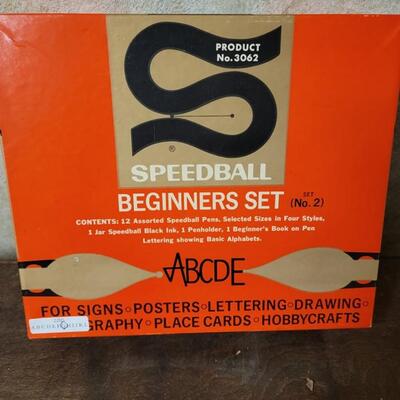 PRODUCT
No.3062
®
SPEEDBALL
BEGINNERS SET SET (No. 2)
CONTENTS: 12 Assorted Speedball Pens, Selected Sizes in Four Styles,
1 Jar Speedball Black Ink, 1 Penholder, 1 Beginner's Book on Pen
Lettering showing Basic Alphabets.
ABCDE
FOR SIGNS POSTERS LETTERING DRAWING
OGRAPHY PLACE CARDS HOBBYCRAFTS